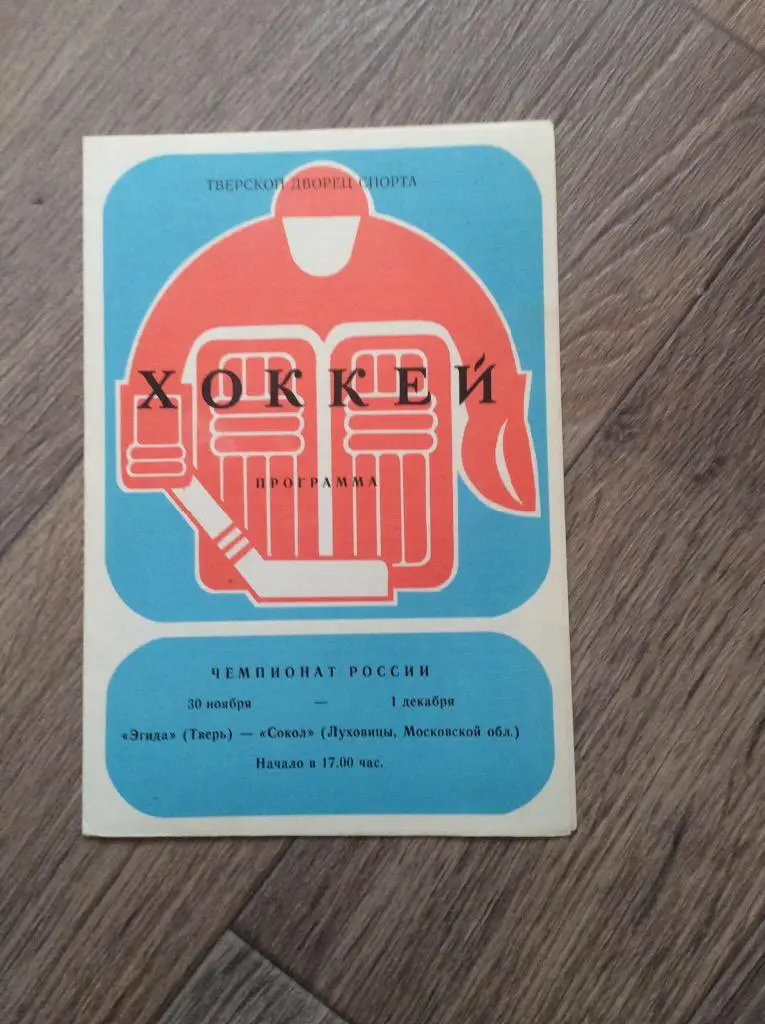 ТВЕРСКОЙ ДВОРЕЦ СПОРТА
ХОККЕЙ
ПРОГРАММА
ЧЕМПИОНАТ РОССИИ
30 ноября — 1 декабря
«Эгида» (Тверь) — «Сокол» (Луховицы, Московской обл.)
Начало в 17.00 час.